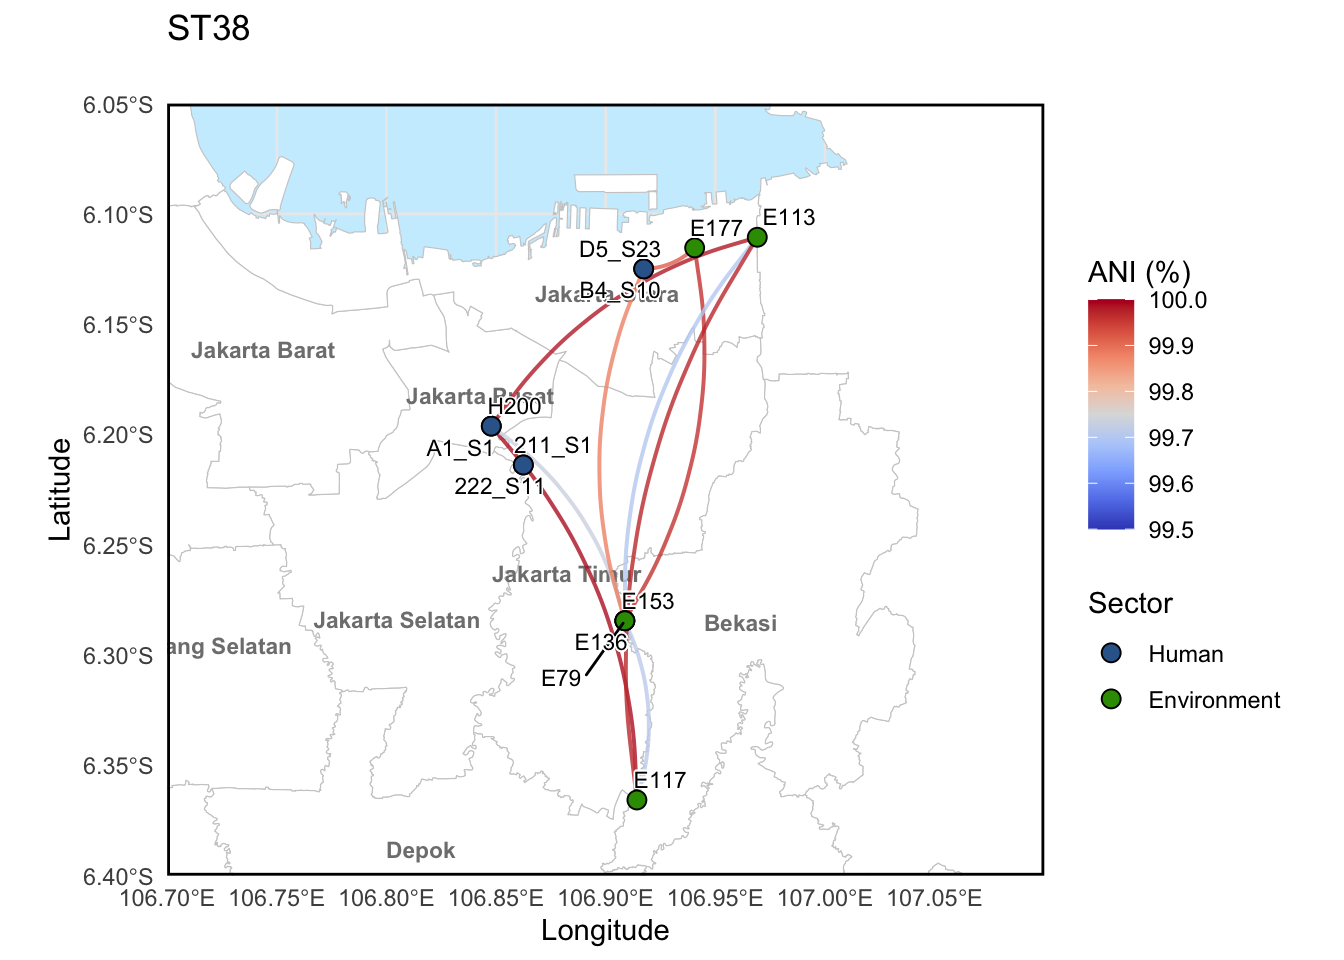 ST38
6.05°S
6.10°S
6.15°S
6.20°S
6.25°S
6.30°S
6.35°S
6.40°S
Latitude
E113
E177
D5_S23
B4_S10
Jakarta Utara
Jakarta Barat
Jakarta Pusat
H200
A1_S1
211_S1
222_S11
Jakarta Timur
E153
Jakarta Selatan
Bekasi
E136
ang Selatan
E79
E117
Depok
106.70°E 106.75°E 106.80°E 106.85°E 106.90°E 106.95°E 107.00°E 107.05°E
Longitude
ANI (%)
100.0
99.9
99.8
99.7
99.6
99.5
Sector
Human
Environment